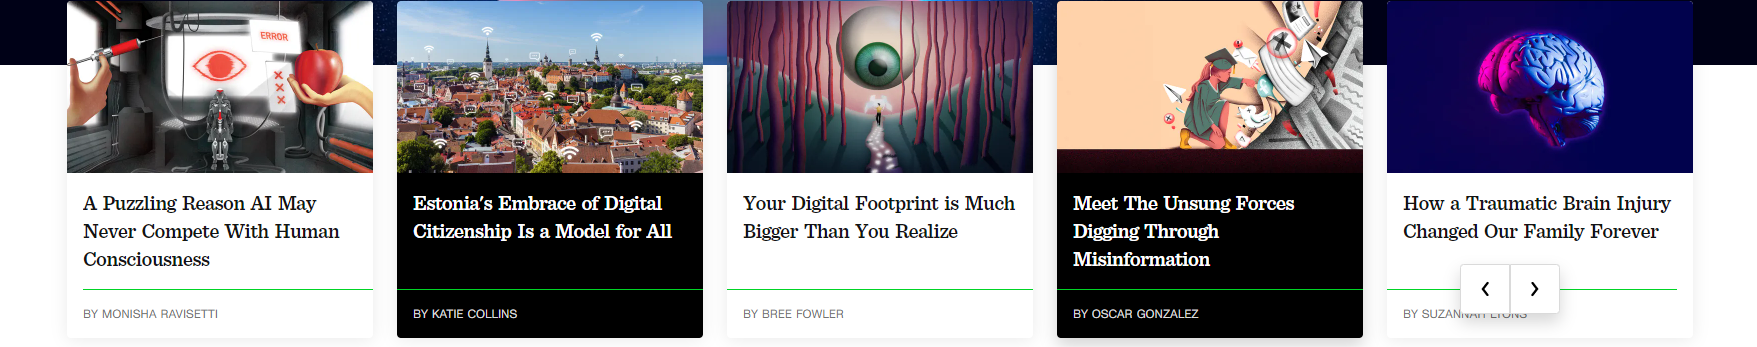 ERROR
A Puzzling Reason AI May
Never Compete With Human
Consciousness
BY MONISHA RAVISETTI
Estonia's Embrace of Digital
Citizenship Is a Model for All
BY KATIE COLLINS
Your Digital Footprint is Much
Bigger Than You Realize
BY BREE FOWLER
Meet The Unsung Forces
Digging Through
Misinformation
BY OSCAR GONZALEZ
How a Traumatic Brain Injury
Changed Our Family Forever
BY SUZANNAH LYONS